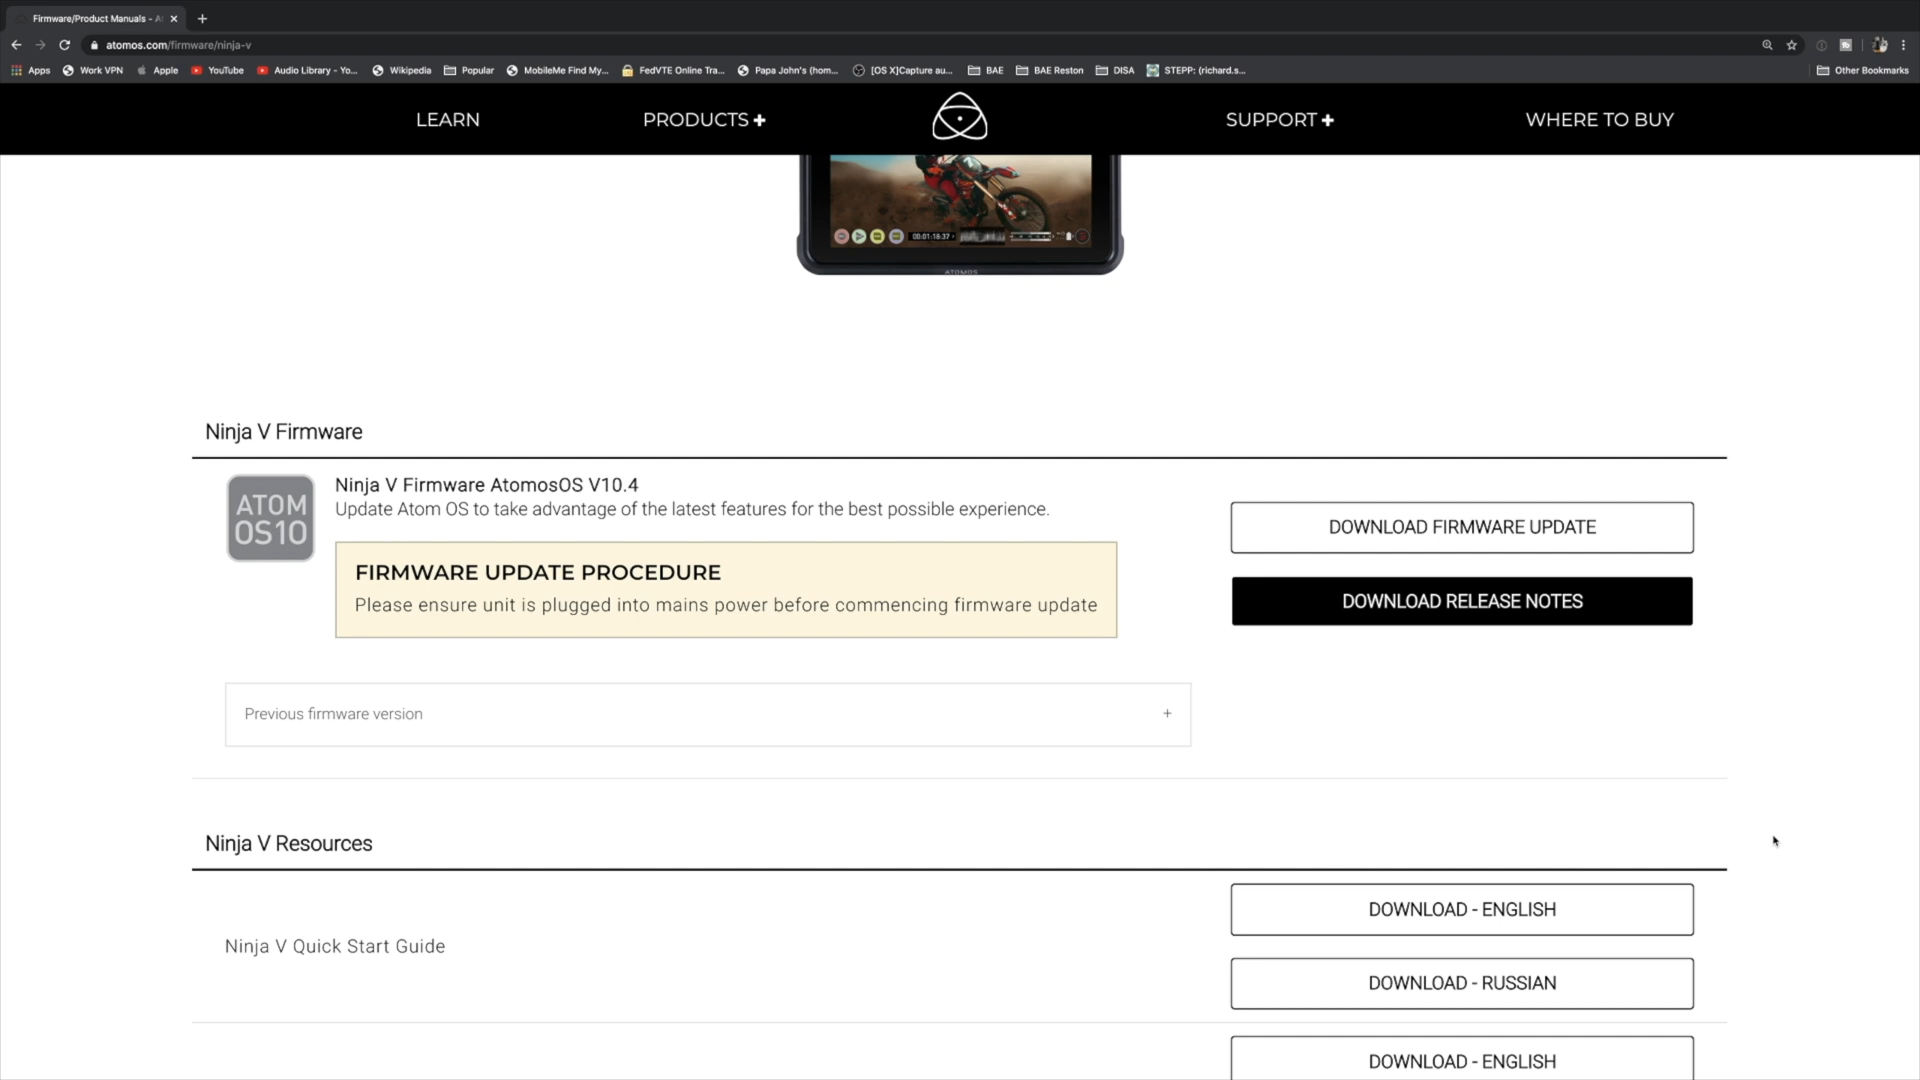 Firmware/Product Manuals - A
atomos.com/firmware/ninja-v
Apps Work VPN Apple YouTube Audio Library - Yo... Wikipedia Popular MobileMe Find My... FedVTE Online Tra... Papa John's (hom... [OS X]Capture au... BAE BAE Reston DISA STEPP: (richard.s... Other Bookmarks
LEARN PRODUCTS + SUPPORT + WHERE TO BUY
00:01:18:37
ATOMOS
Ninja V Firmware
ATOM
OS10
Ninja V Firmware AtomosOS V10.4
Update Atom OS to take advantage of the latest features for the best possible experience.
FIRMWARE UPDATE PROCEDURE
Please ensure unit is plugged into mains power before commencing firmware update
DOWNLOAD FIRMWARE UPDATE
DOWNLOAD RELEASE NOTES
Previous firmware version +
Ninja V Resources
Ninja V Quick Start Guide
DOWNLOAD - ENGLISH
DOWNLOAD - RUSSIAN
DOWNLOAD - ENGLISH